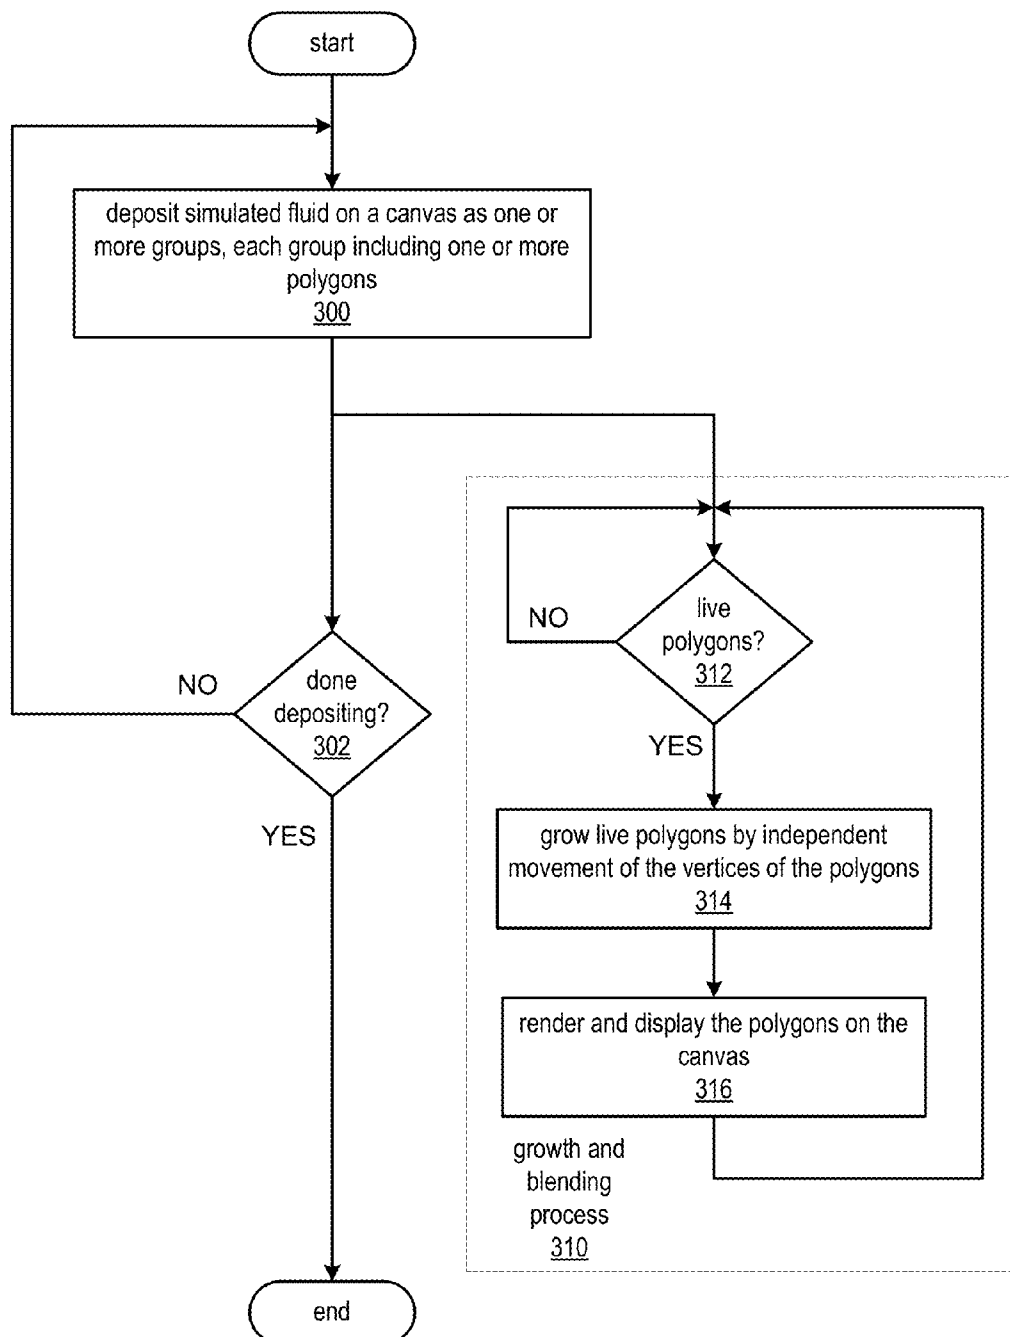 start
deposit simulated fluid on a canvas as one or
more groups, each group including one or more
polygons
300
live
polygons?
312
NO
done
depositing?
302
NO
YES
YES
grow live polygons by independent
movement of the vertices of the polygons
314
render and display the polygons on the
canvas
316
growth and
blending
process
310
end